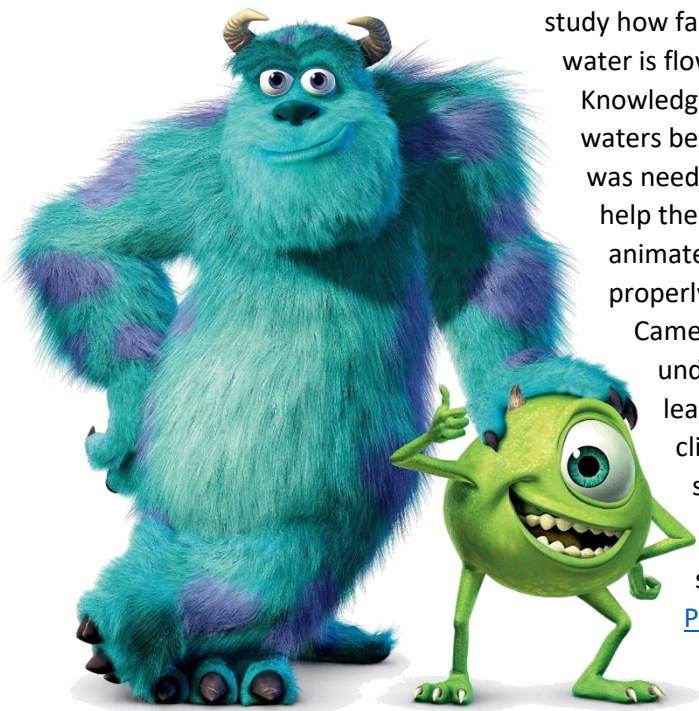 study how fa
water is flow
Knowledg
waters be
was need
help the
animate
properly
Came
und
lea
cli
s
s
P